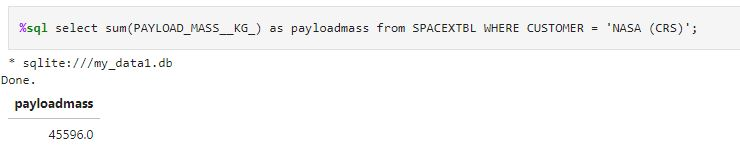 %sql select sum(PAYLOAD_MASS__KG_) as payloadmass from SPACEXTBL WHERE CUSTOMER = 'NASA (CRS)';
* sqlite:///my_data1.db
Done.
payloadmass
45596.0